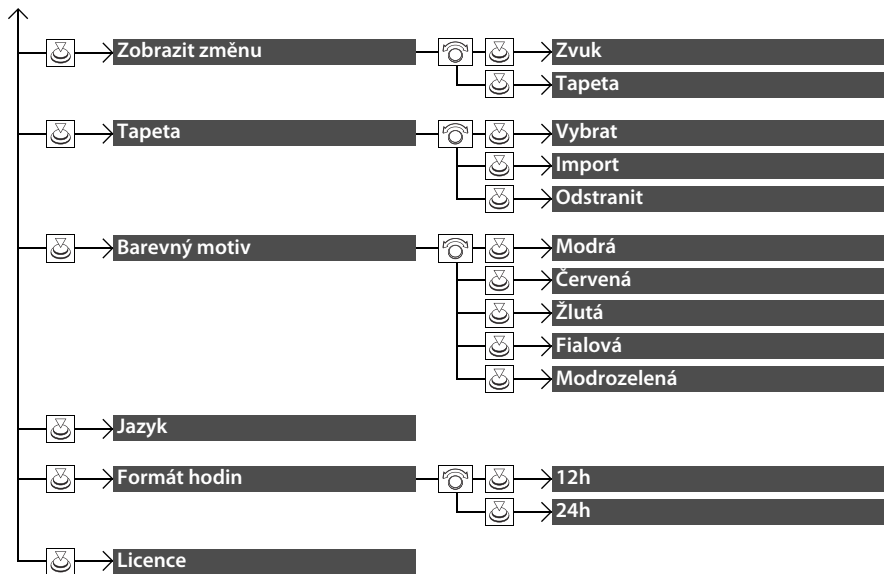 Zobrazit změnu
Zvuk
Tapeta
Tapeta
Vybrat
Import
Odstranit
Barevný motiv
Modrá
Červená
Žlutá
Fialová
Modrozelená
Jazyk
Formát hodin
12h
24h
Licence